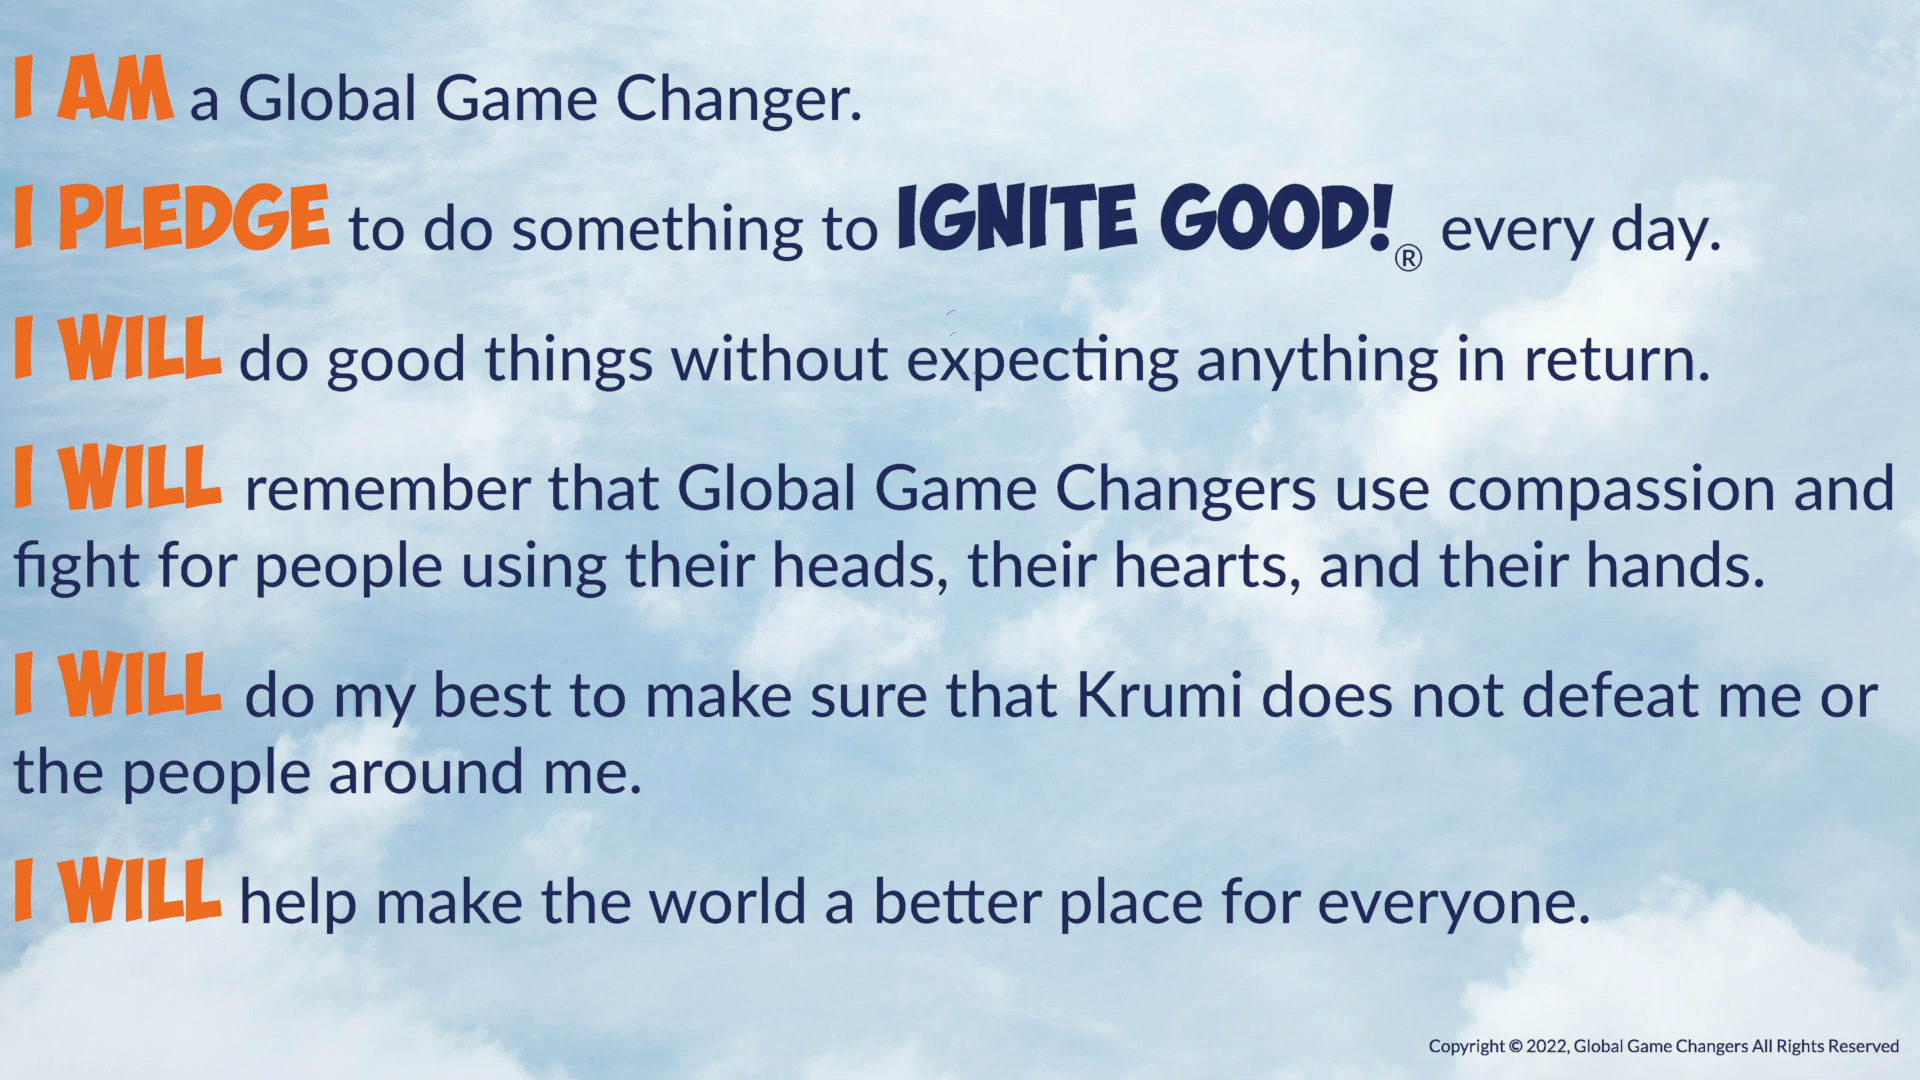 I AM a Global Game Changer.
I PLEDGE to do something to IGNITE GOOD!® every day.
I WILL do good things without expecting anything in return.
I WILL remember that Global Game Changers use compassion and
fight for people using their heads, their hearts, and their hands.
I WILL do my best to make sure that Krumi does not defeat me or
the people around me.
I WILL help make the world a better place for everyone.
Copyright © 2022, Global Game Changers All Rights Reserved